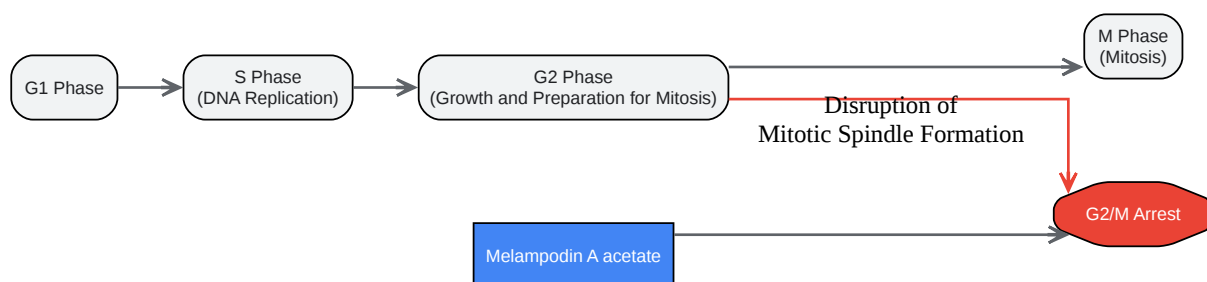 G1 Phase
S Phase
(DNA Replication)
G2 Phase
(Growth and Preparation for Mitosis)
M Phase
(Mitosis)
Disruption of
Mitotic Spindle Formation
G2/M Arrest
Melampodin A acetate